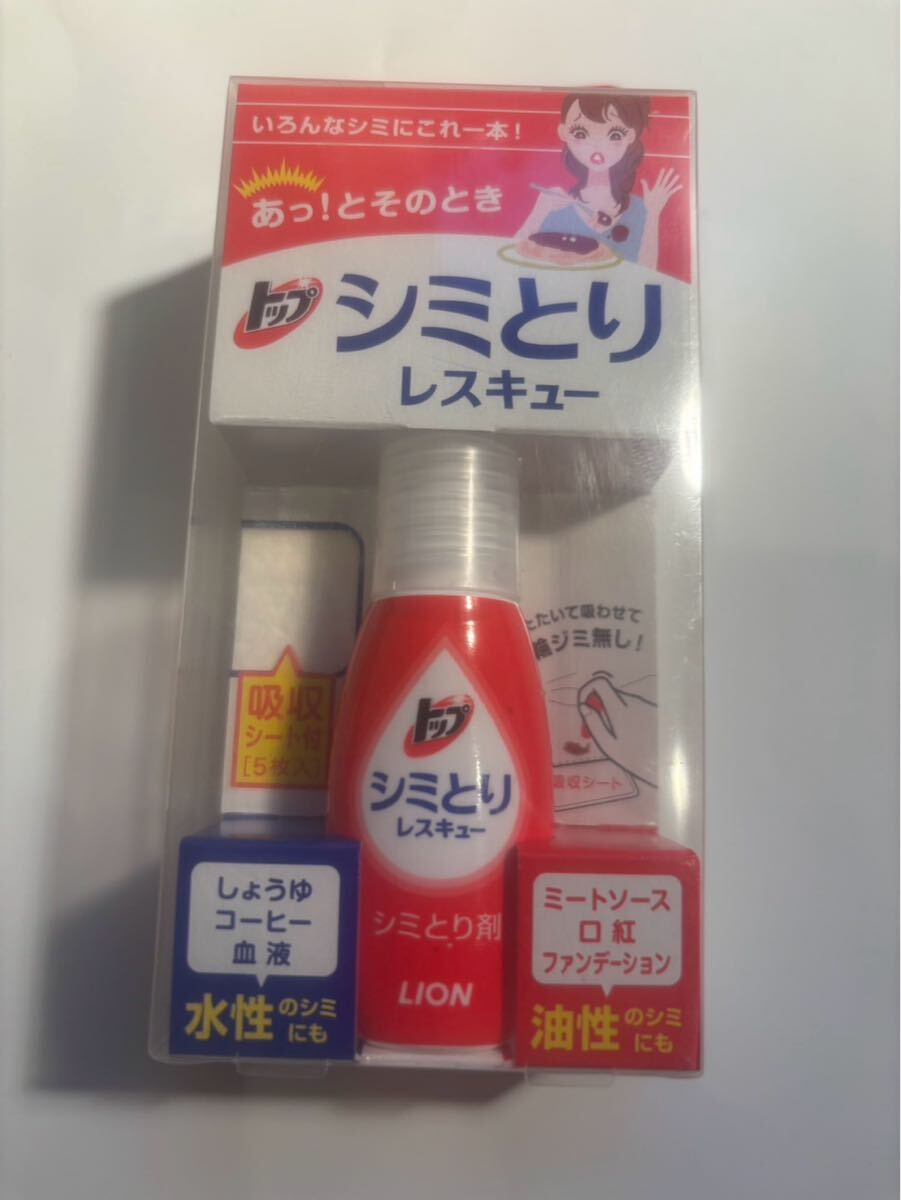 いろんなシミにこれ一本!
あっ!とそのとき
トップ
シミとり
レスキュー
吸収
シート付
[5枚入]
たたいて吸わせて
輪ジミ無し!
吸収シート
トップ
シミとり
レスキュー
シミとり剤
LION
しょうゆ
コーヒー
血液
水性のシミ
にも
ミートソース
口紅
ファンデーション
油性のシミ
にも